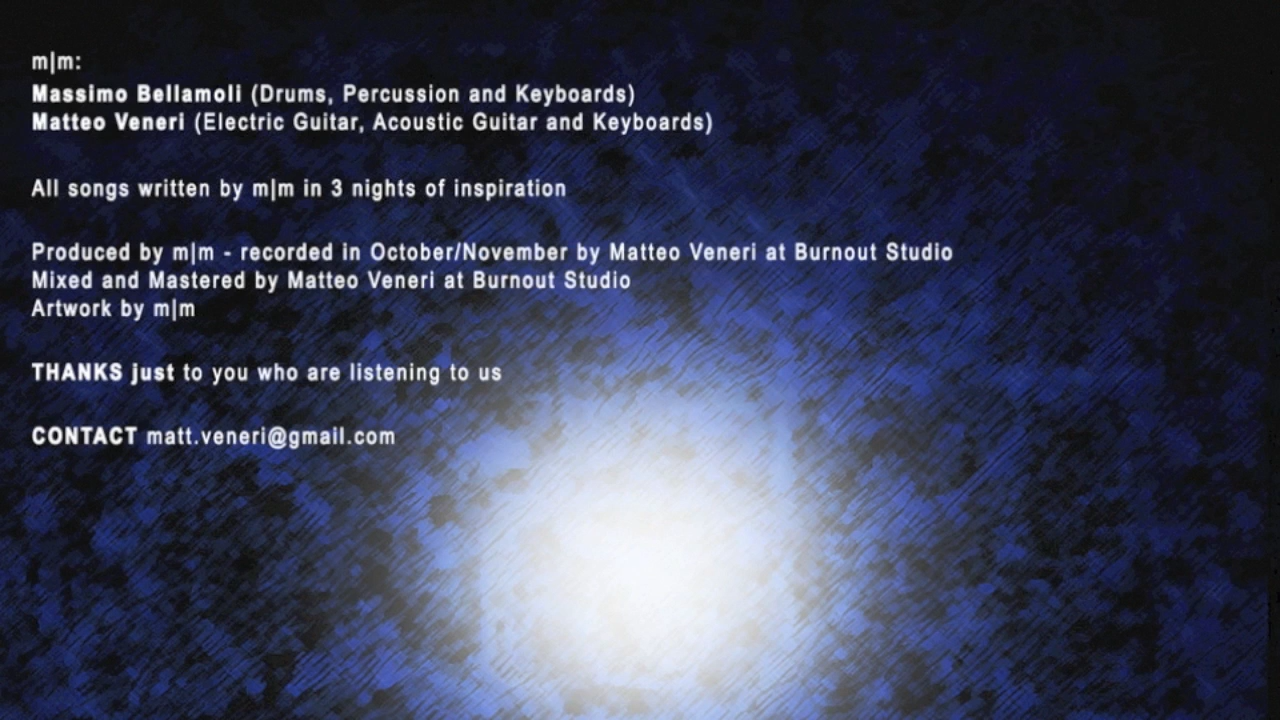 m|m:
Massimo Bellamoli (Drums, Percussion and Keyboards)
Matteo Veneri (Electric Guitar, Acoustic Guitar and Keyboards)
All songs written by m|m in 3 nights of inspiration
Produced by m|m - recorded in October/November by Matteo Veneri at Burnout Studio
Mixed and Mastered by Matteo Veneri at Burnout Studio
Artwork by m|m
THANKS just to you who are listening to us
CONTACT matt.veneri@gmail.com